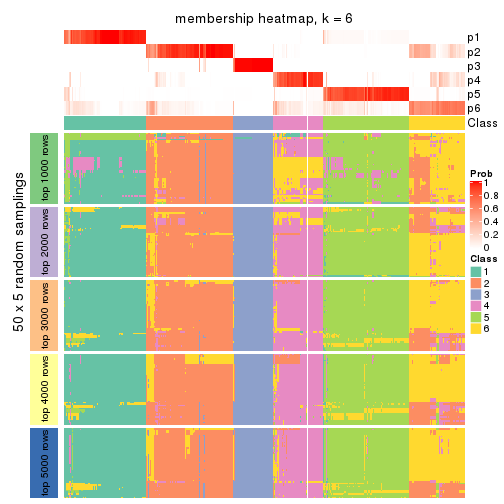 membership heatmap, k = 6
p1
p2
p3
p4
p5
p6
Class
50 x 5 random samplings
top 1000 rows
top 2000 rows
top 3000 rows
top 4000 rows
top 5000 rows
Prob
1
0.8
0.6
0.4
0.2
0
Class
1
2
3
4
5
6